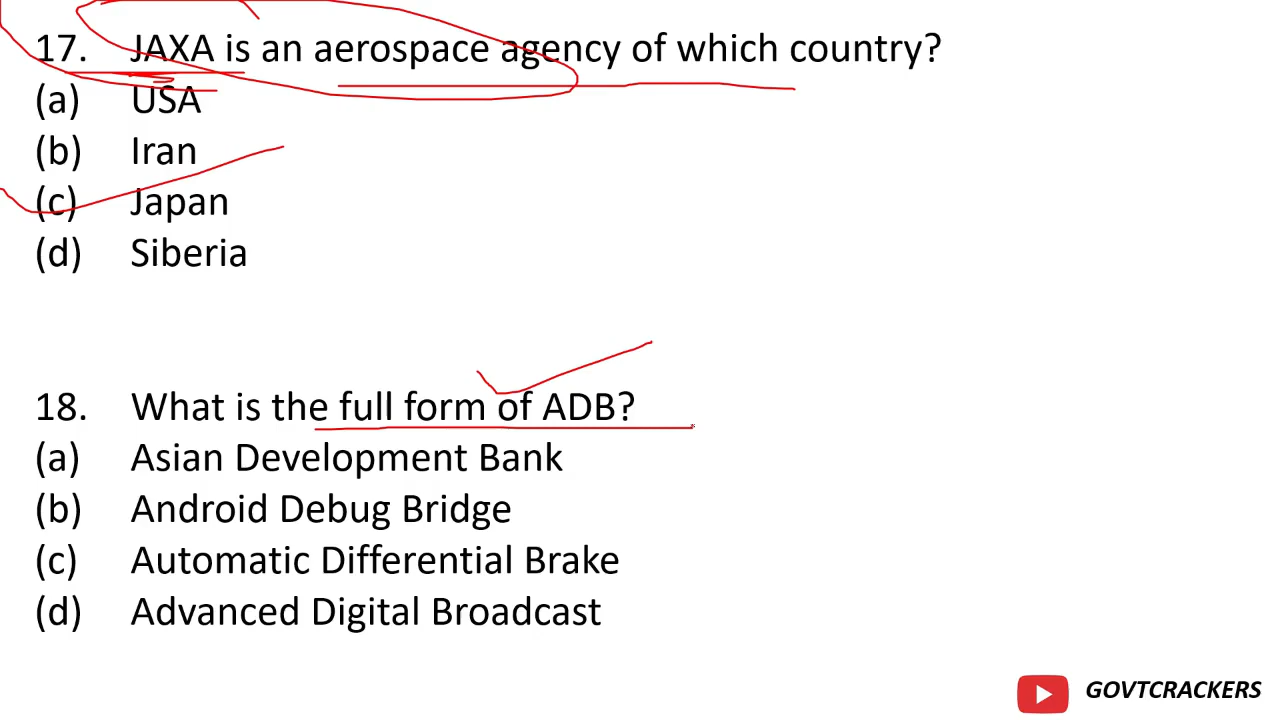 17. JAXA is an aerospace agency of which country?
(a) USA
(b) Iran
(c) Japan
(d) Siberia
18. What is the full form of ADB?
(a) Asian Development Bank
(b) Android Debug Bridge
(c) Automatic Differential Brake
(d) Advanced Digital Broadcast
GOVTCRACKERS